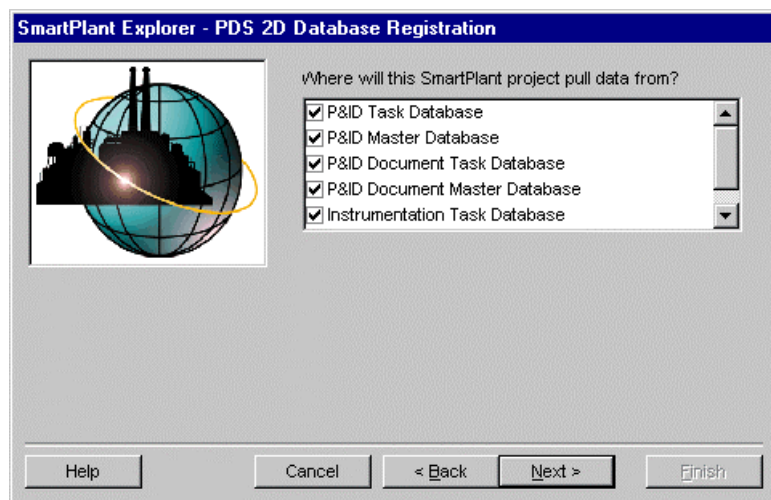 SmartPlant Explorer - PDS 2D Database Registration
Where will this SmartPlant project pull data from?
P&ID Task Database
P&ID Master Database
P&ID Document Task Database
P&ID Document Master Database
Instrumentation Task Database
Help Cancel < Back Next > Finish